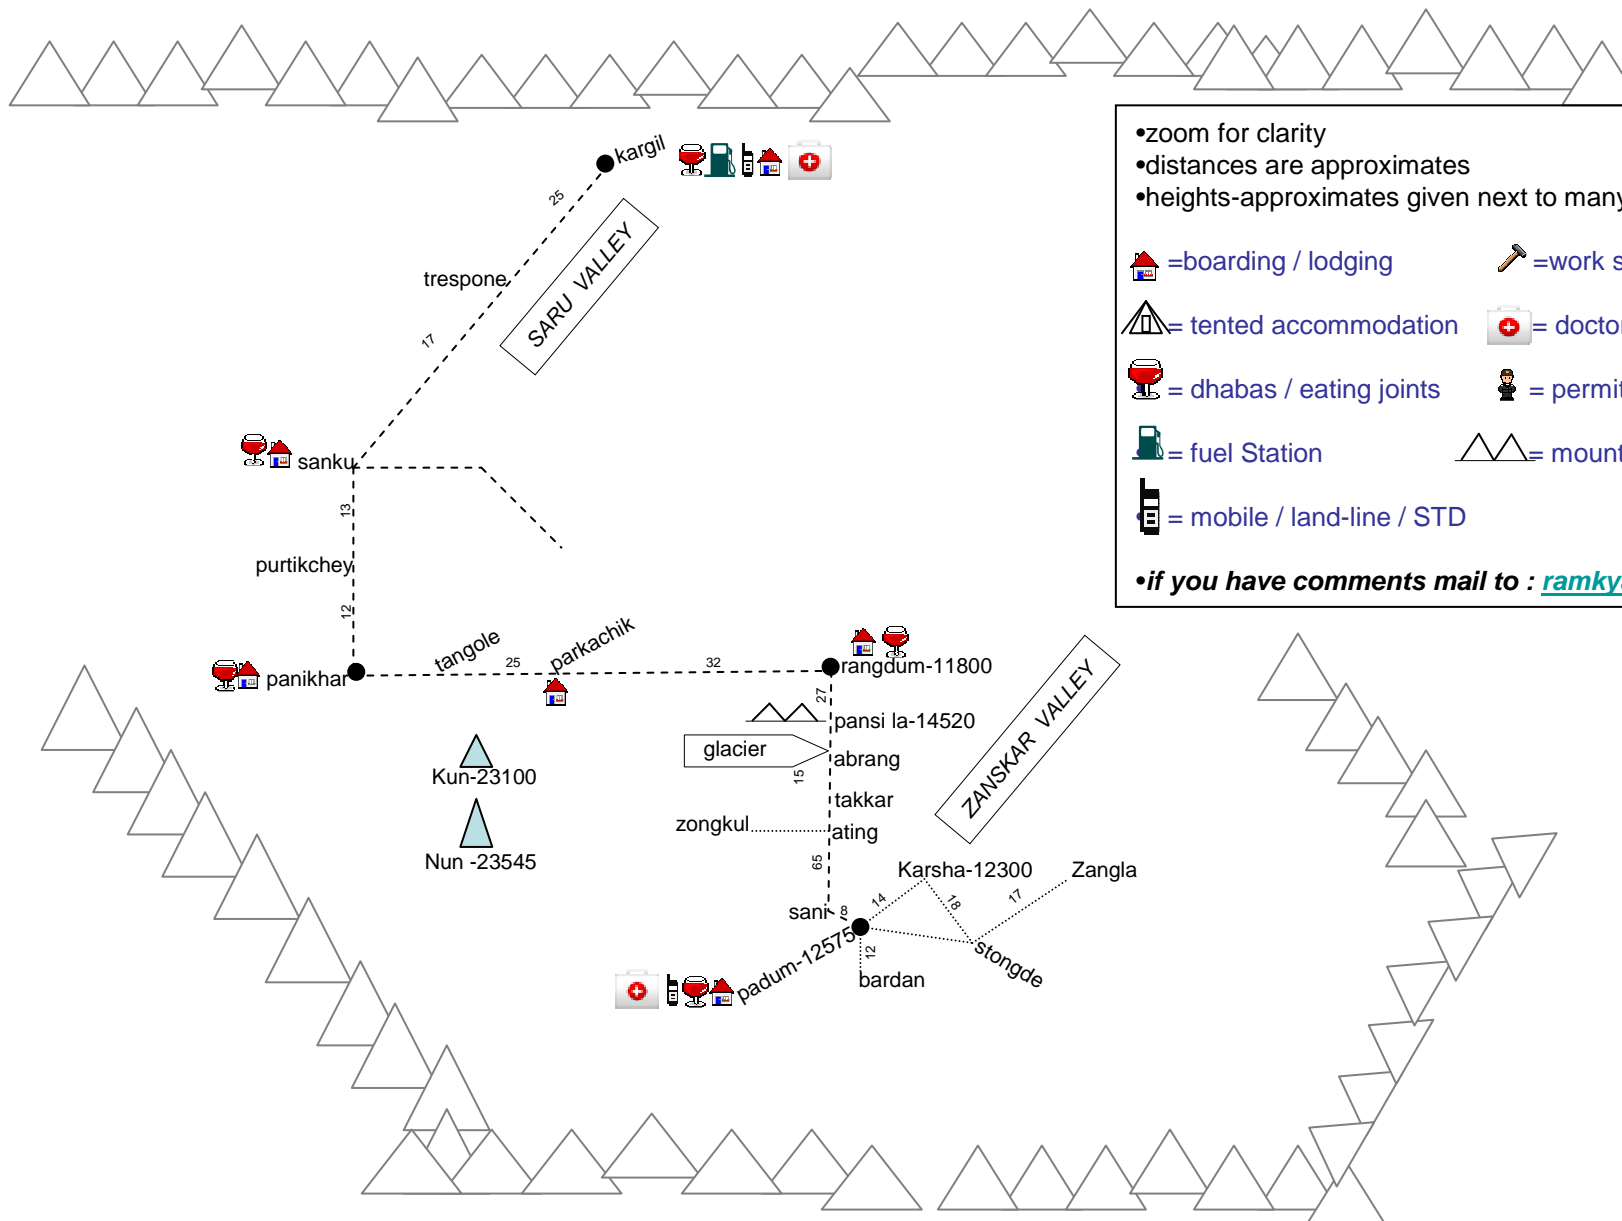 •zoom for clarity
•distances are approximates
•heights-approximates given next to many
=boarding / lodging
=work s
= tented accommodation
= doctor
= dhabas / eating joints
= permit
= fuel Station
= mount
= mobile / land-line / STD
•if you have comments mail to : ramky
kargil
25
SARU VALLEY
trespone
17
sanku
13
purtikchey
12
panikhar
tangole
25
parkachik
32
rangdum-11800
27
pansi la-14520
glacier
abrang
15
takkar
zongkul
ating
65
ZANSKAR VALLEY
Kun-23100
Nun -23545
Karsha-12300
Zangla
sani
8
14
18
17
padum-12575
12
stongde
bardan